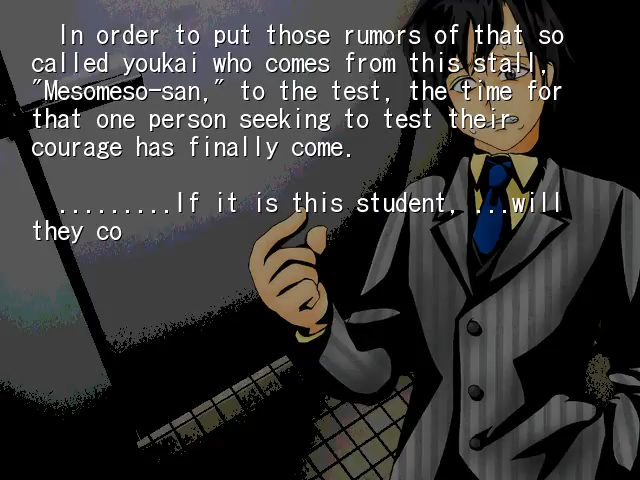 In order to put those rumors of that so
called youkai who comes from this stall,
"Mesomeso-san," to the test, the time for
that one person seeking to test their
courage has finally come.
.........If it is this student, ...will
they co